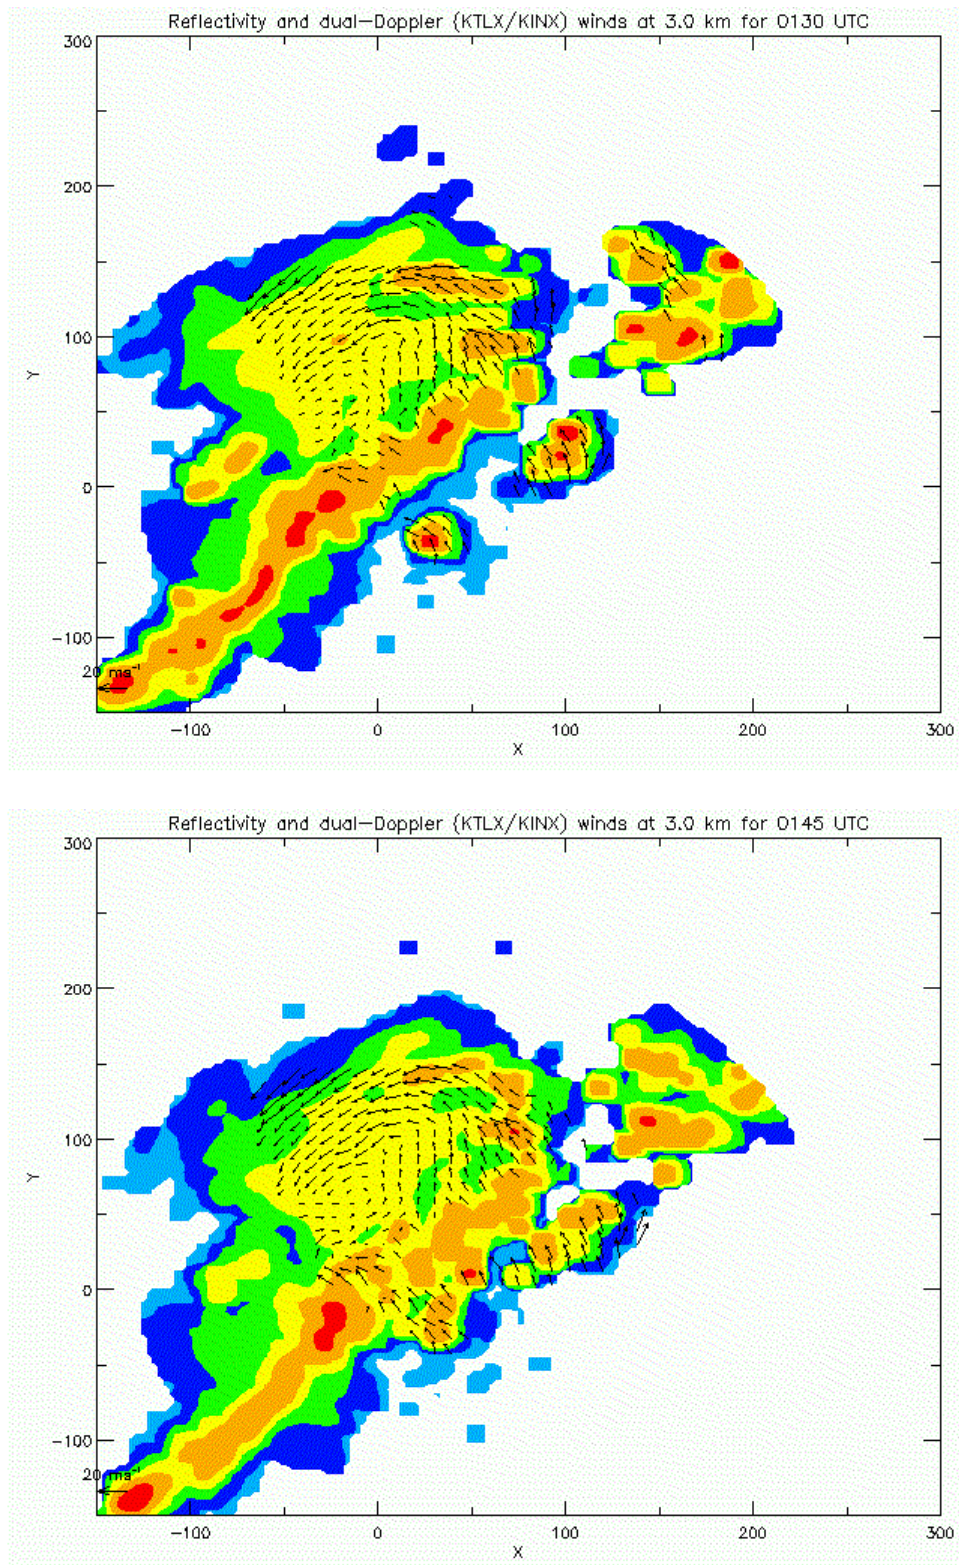 Reflectivity and dual-Doppler (KTLX/KINX) winds at 3.0 km for 0130 UTC
300
200
100
Y
0
-100
20 ms⁻¹
-100 0 100 200 300
X
Reflectivity and dual-Doppler (KTLX/KINX) winds at 3.0 km for 0145 UTC
300
200
100
Y
0
-100
20 ms⁻¹
-100 0 100 200 300
X